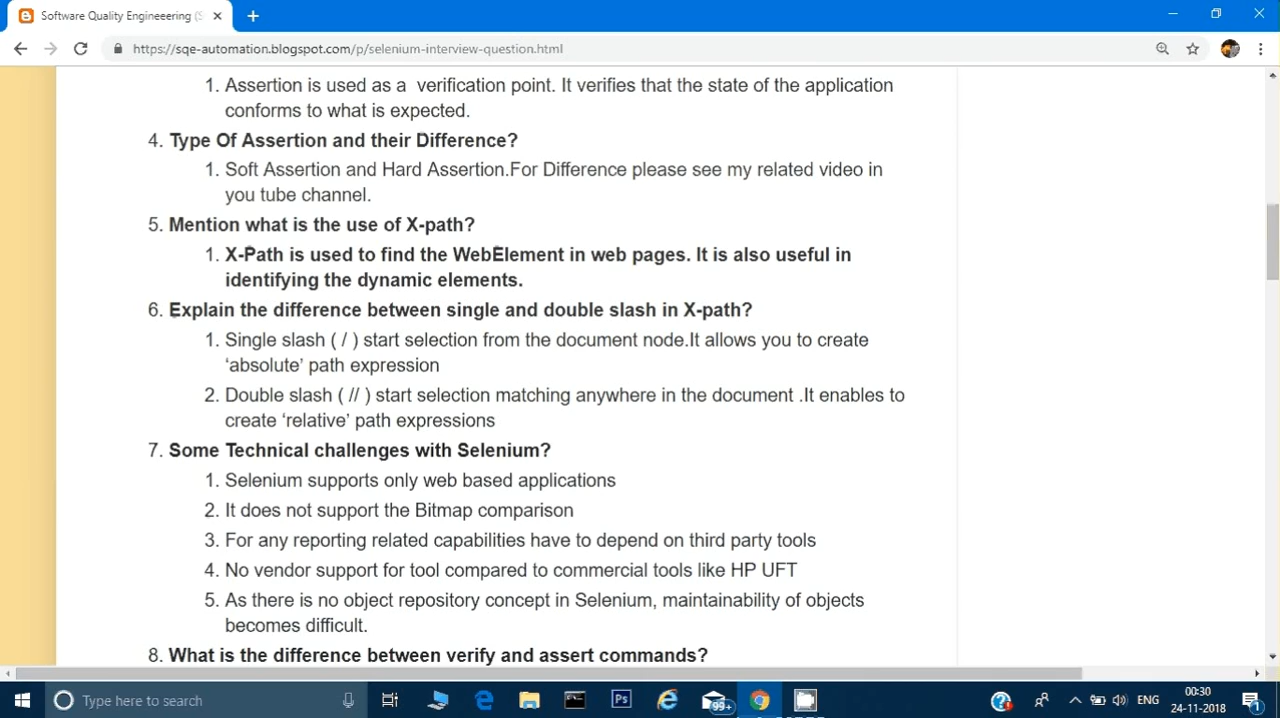 Software Quality Engineeering (S
https://sqe-automation.blogspot.com/p/selenium-interview-question.html
1. Assertion is used as a verification point. It verifies that the state of the application
conforms to what is expected.
4. Type Of Assertion and their Difference?
1. Soft Assertion and Hard Assertion.For Difference please see my related video in
you tube channel.
5. Mention what is the use of X-path?
1. X-Path is used to find the WebElement in web pages. It is also useful in
identifying the dynamic elements.
6. Explain the difference between single and double slash in X-path?
1. Single slash ( / ) start selection from the document node.It allows you to create
‘absolute’ path expression
2. Double slash ( // ) start selection matching anywhere in the document .It enables to
create ‘relative’ path expressions
7. Some Technical challenges with Selenium?
1. Selenium supports only web based applications
2. It does not support the Bitmap comparison
3. For any reporting related capabilities have to depend on third party tools
4. No vendor support for tool compared to commercial tools like HP UFT
5. As there is no object repository concept in Selenium, maintainability of objects
becomes difficult.
8. What is the difference between verify and assert commands?
Type here to search
Ps
99+
ENG
00:30
24-11-2018
1